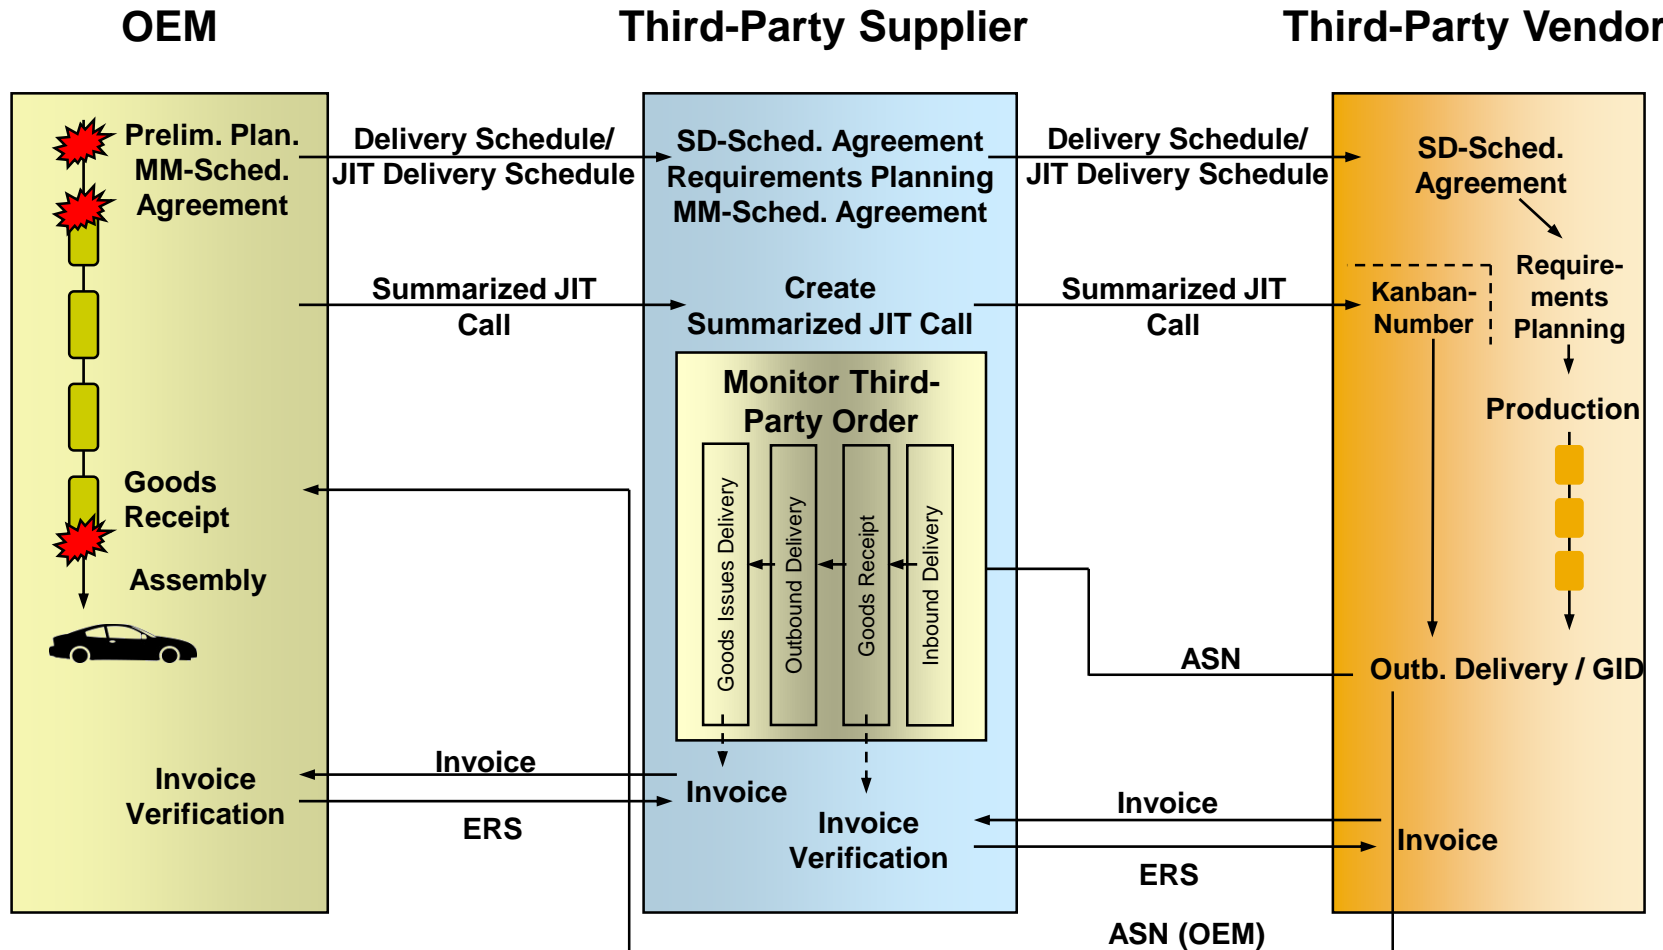 OEM
Third-Party Supplier
Third-Party Vendor
Prelim. Plan.
MM-Sched.
Agreement
Delivery Schedule/
JIT Delivery Schedule
SD-Sched. Agreement
Requirements Planning
MM-Sched. Agreement
Delivery Schedule/
JIT Delivery Schedule
SD-Sched.
Agreement
Summarized JIT
Call
Create
Summarized JIT Call
Summarized JIT
Call
Kanban-
Number
Require-
ments
Planning
Monitor Third-
Party Order
Production
Goods
Receipt
Goods Issues Delivery
Outbound Delivery
Goods Receipt
Inbound Delivery
Assembly
ASN
Outb. Delivery / GID
Invoice
Verification
Invoice
ERS
Invoice
Invoice
Verification
Invoice
ERS
Invoice
ASN (OEM)